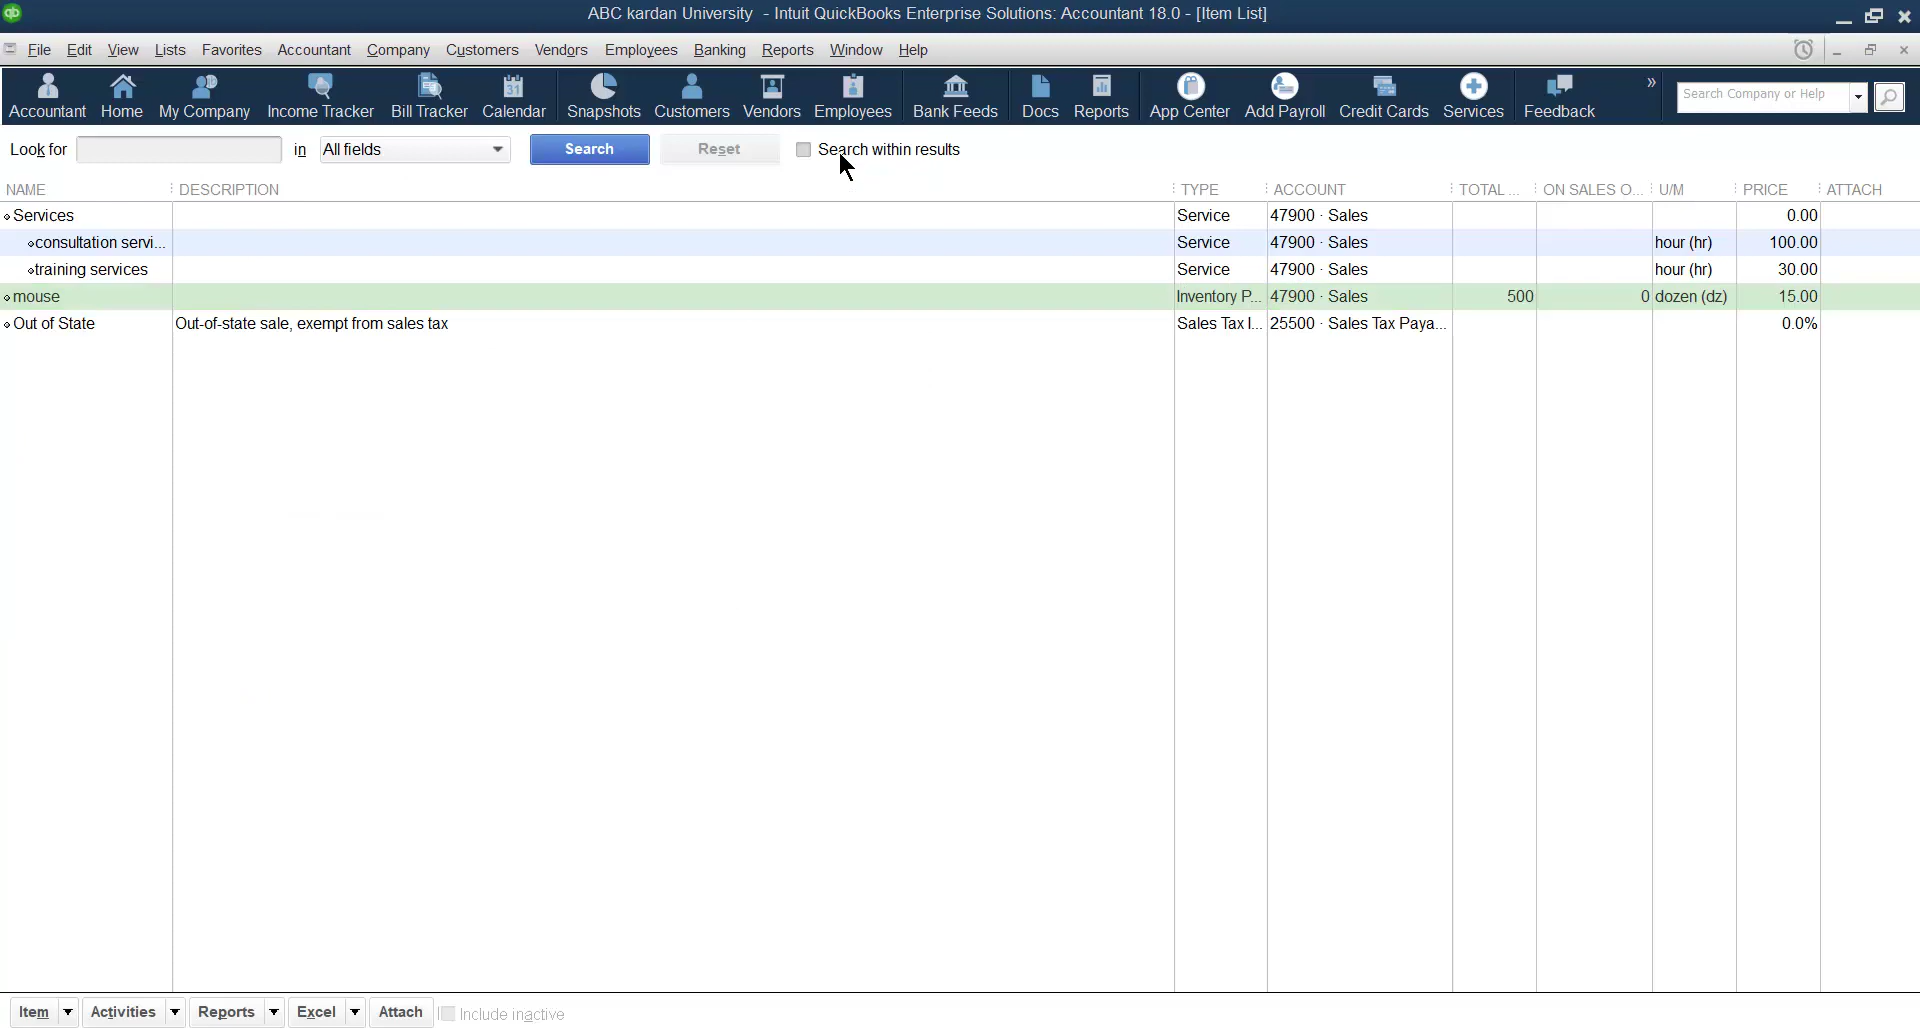 ABC kardan University - Intuit QuickBooks Enterprise Solutions: Accountant 18.0 - [Item List]
File Edit View Lists Favorites Accountant Company Customers Vendors Employees Banking Reports Window Help
31
Accountant Home My Company Income Tracker Bill Tracker Calendar Snapshots Customers Vendors Employees Bank Feeds Docs Reports App Center Add Payroll Credit Cards Services Feedback » Search Company or Help
Look for in All fields Search Reset Search within results
NAME DESCRIPTION TYPE ACCOUNT TOTAL ... ON SALES O... U/M PRICE ATTACH
Services Service 47900 · Sales 0.00
consultation servi... Service 47900 · Sales hour (hr) 100.00
training services Service 47900 · Sales hour (hr) 30.00
mouse Inventory P... 47900 · Sales 500 0 dozen (dz) 15.00
Out of State Out-of-state sale, exempt from sales tax Sales Tax I... 25500 · Sales Tax Paya... 0.0%
Item Activities Reports Excel Attach Include inactive